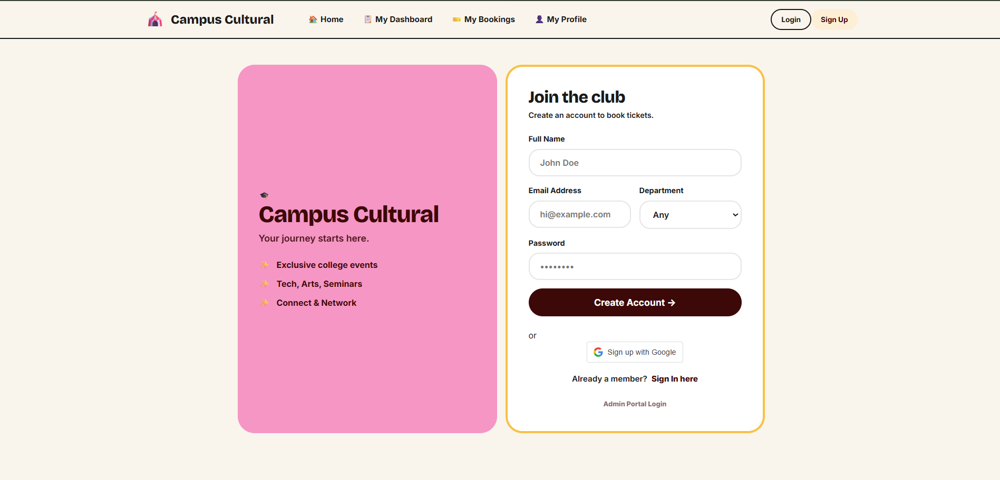 Campus Cultural
Home
My Dashboard
My Bookings
My Profile
Login
Sign Up
Campus Cultural
Your journey starts here.
Exclusive college events
Tech, Arts, Seminars
Connect & Network
Join the club
Create an account to book tickets.
Full Name
John Doe
Email Address
Department
hi@example.com
Any
Password
••••••••
Create Account →
or
Sign up with Google
Already a member? Sign In here
Admin Portal Login